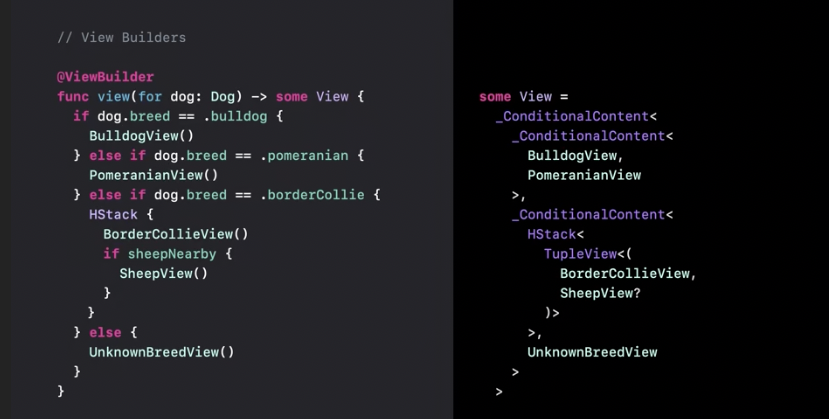 // View Builders
@ViewBuilder
func view(for dog: Dog) -> some View {
if dog.breed == .bulldog {
BulldogView()
} else if dog.breed == .pomeranian {
PomeranianView()
} else if dog.breed == .borderCollie {
HStack {
BorderCollieView()
if sheepNearby {
SheepView()
}
}
} else {
UnknownBreedView()
}
}
some View =
_ConditionalContent<
_ConditionalContent<
BulldogView,
PomeranianView
>,
_ConditionalContent<
HStack<
TupleView<(
BorderCollieView,
SheepView?
)>
>,
UnknownBreedView
>
>